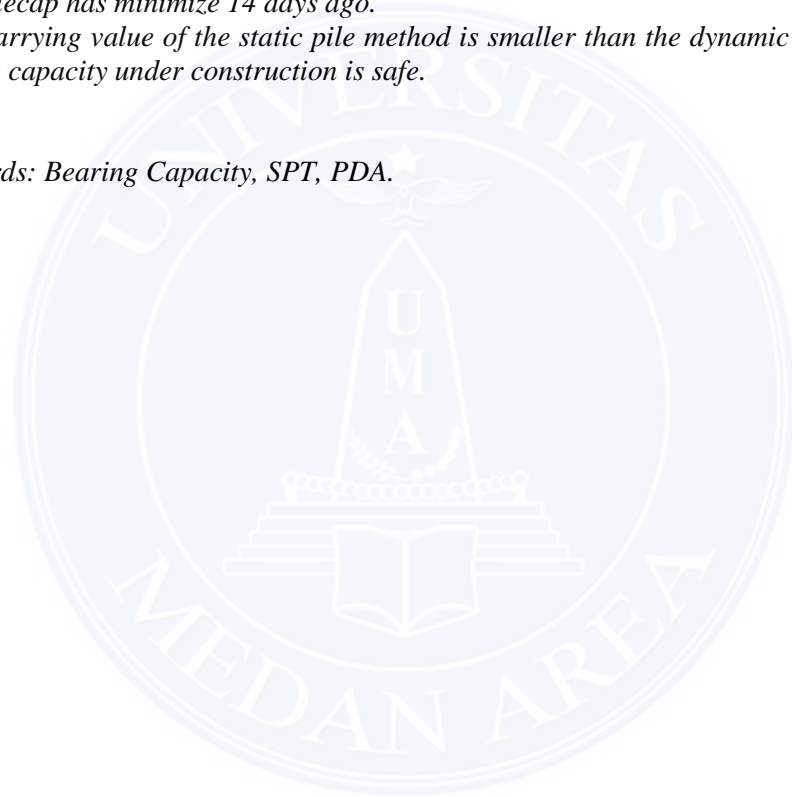 lecap has minimize 14 days ago.
arrying value of the static pile method is smaller than the dynamic
capacity under construction is safe.
ds: Bearing Capacity, SPT, PDA.
UNIVERSITAS
U
M
A
MEDAN AREA